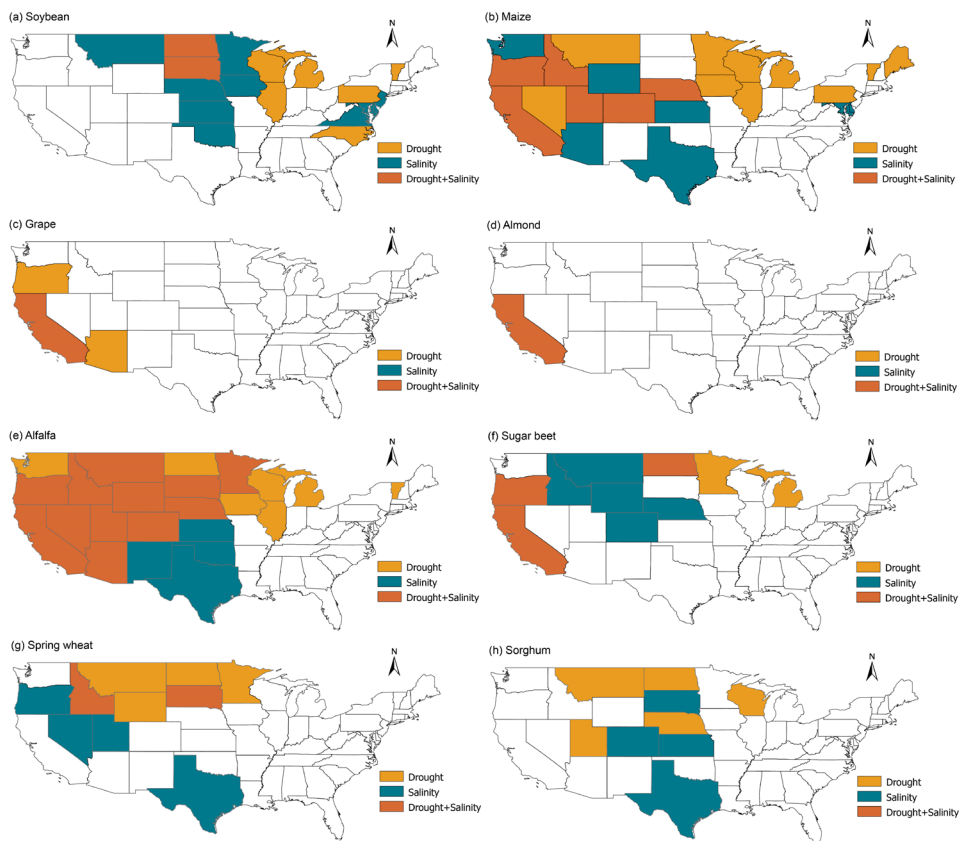 (a) Soybean
N
Drought
Salinity
Drought+Salinity
(b) Maize
N
Drought
Salinity
Drought+Salinity
(c) Grape
N
Drought
Salinity
Drought+Salinity
(d) Almond
N
Drought
Salinity
Drought+Salinity
(e) Alfalfa
N
Drought
Salinity
Drought+Salinity
(f) Sugar beet
N
Drought
Salinity
Drought+Salinity
(g) Spring wheat
N
Drought
Salinity
Drought+Salinity
(h) Sorghum
N
Drought
Salinity
Drought+Salinity